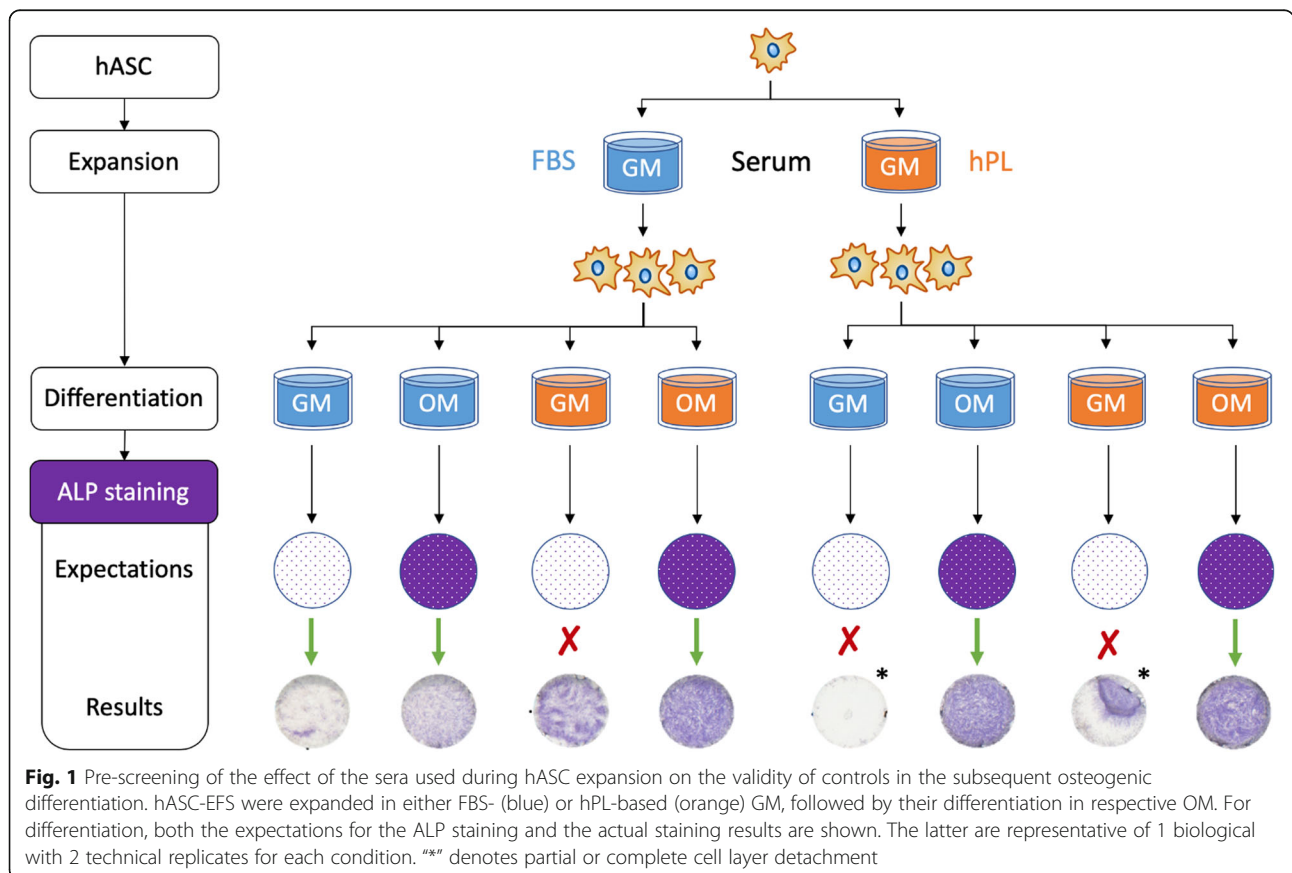 hASC
Expansion
FBS
GM
Serum
GM
hPL
Differentiation
GM
OM
GM
OM
GM
OM
GM
OM
ALP staining
Expectations
✗
✗
✗
Results
*
*
Fig. 1 Pre-screening of the effect of the sera used during hASC expansion on the validity of controls in the subsequent osteogenic
differentiation. hASC-EFS were expanded in either FBS- (blue) or hPL-based (orange) GM, followed by their differentiation in respective OM. For
differentiation, both the expectations for the ALP staining and the actual staining results are shown. The latter are representative of 1 biological
with 2 technical replicates for each condition. “*” denotes partial or complete cell layer detachment